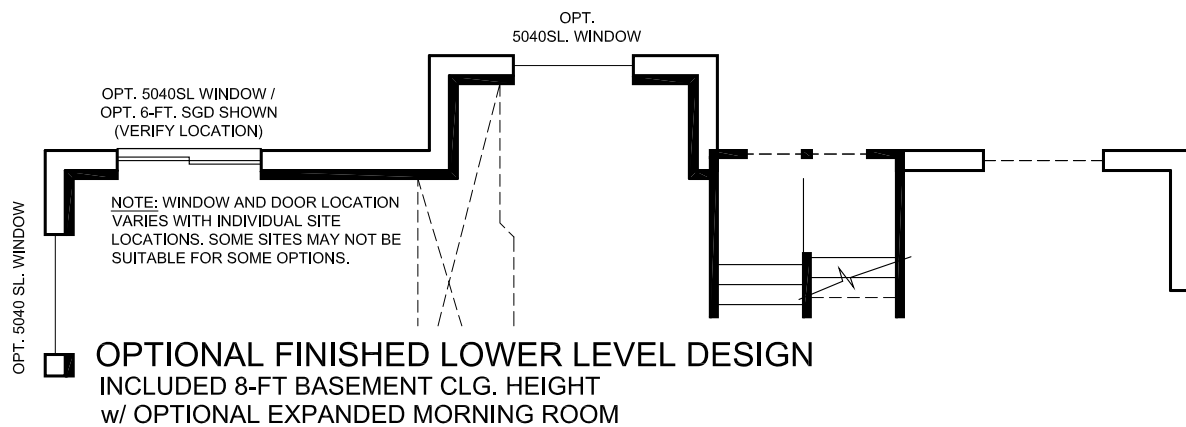 OPT.
5040SL. WINDOW
OPT. 5040SL WINDOW /
OPT. 6-FT. SGD SHOWN
(VERIFY LOCATION)
NOTE: WINDOW AND DOOR LOCATION
VARIES WITH INDIVIDUAL SITE
LOCATIONS. SOME SITES MAY NOT BE
SUITABLE FOR SOME OPTIONS.
OPT. 5040 SL. WINDOW
OPTIONAL FINISHED LOWER LEVEL DESIGN
INCLUDED 8-FT BASEMENT CLG. HEIGHT
w/ OPTIONAL EXPANDED MORNING ROOM